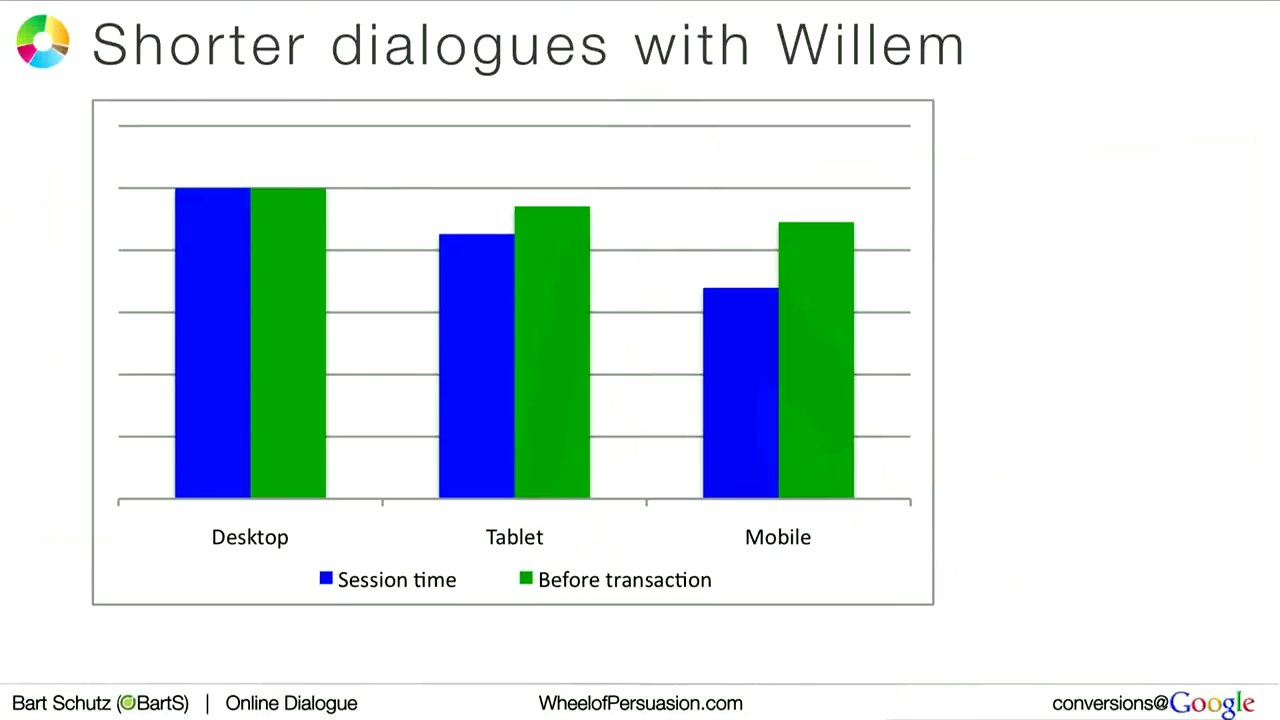 Shorter dialogues with Willem
Desktop Tablet Mobile
Session time Before transaction
Bart Schutz (@BartS) | Online Dialogue WheelofPersuasion.com conversions@Google